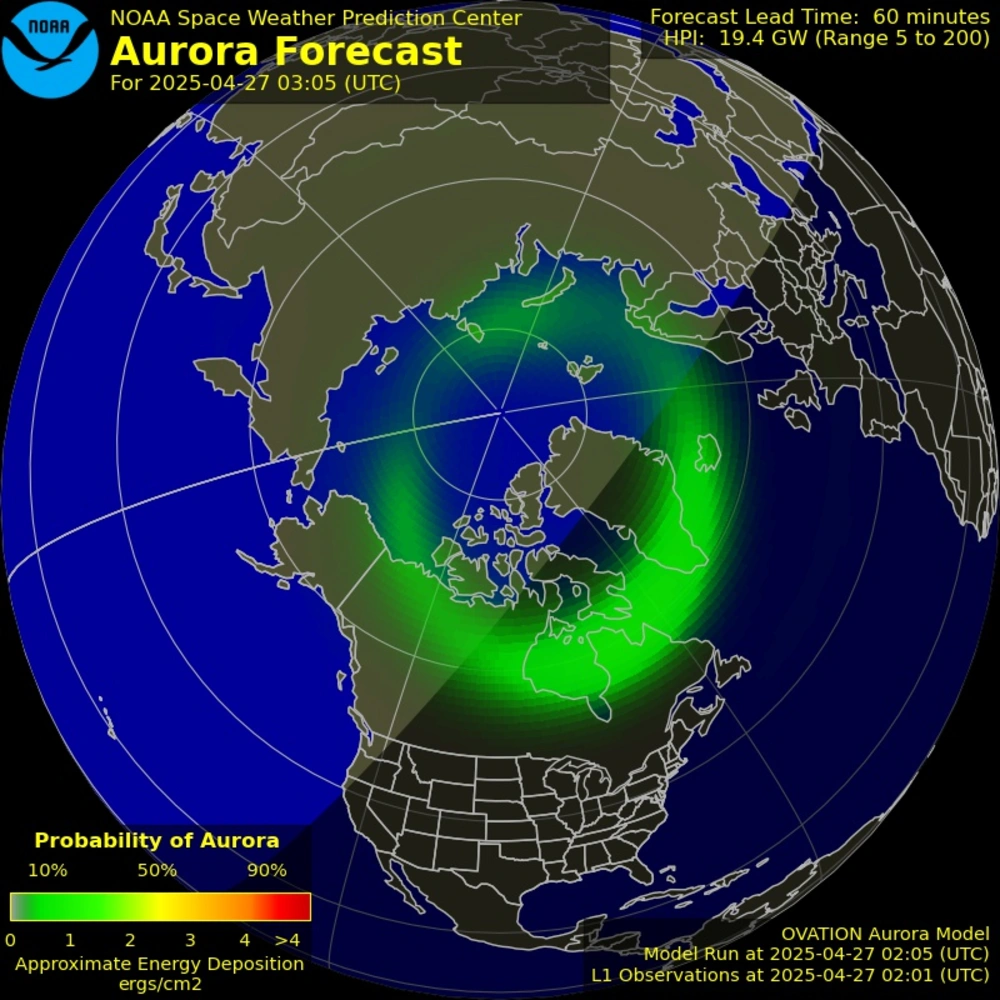 NOAA
NOAA Space Weather Prediction Center
Aurora Forecast
For 2025-04-27 03:05 (UTC)
Forecast Lead Time: 60 minutes
HPI: 19.4 GW (Range 5 to 200)
Probability of Aurora
10% 50% 90%
0 1 2 3 4 >4
Approximate Energy Deposition
ergs/cm2
OVATION Aurora Model
Model Run at 2025-04-27 02:05 (UTC)
L1 Observations at 2025-04-27 02:01 (UTC)